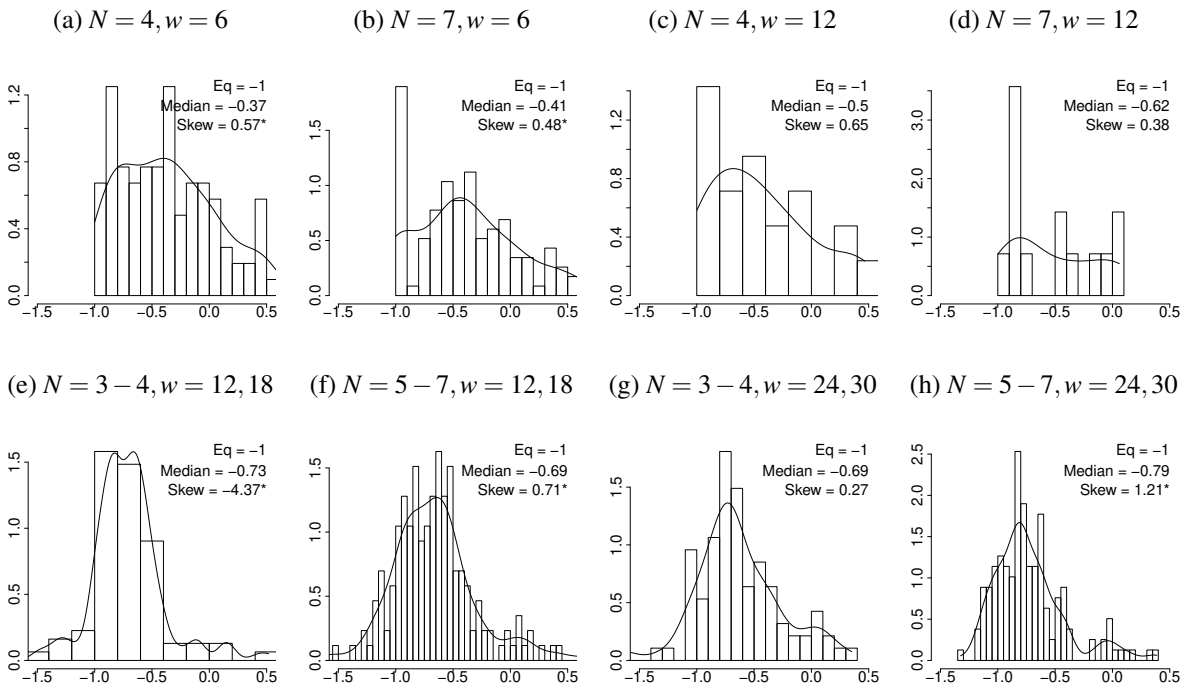 (a) N = 4, w = 6
(b) N = 7, w = 6
(c) N = 4, w = 12
(d) N = 7, w = 12
Eq = −1
Median = −0.37
Skew = 0.57*
0.0 0.4 0.8 1.2
−1.5 −1.0 −0.5 0.0 0.5
Eq = −1
Median = −0.41
Skew = 0.48*
0.0 0.5 1.0 1.5
−1.5 −1.0 −0.5 0.0 0.5
Eq = −1
Median = −0.5
Skew = 0.65
0.0 0.4 0.8 1.2
−1.5 −1.0 −0.5 0.0 0.5
Eq = −1
Median = −0.62
Skew = 0.38
0.0 1.0 2.0 3.0
−1.5 −1.0 −0.5 0.0 0.5
(e) N = 3 − 4, w = 12, 18
(f) N = 5 − 7, w = 12, 18
(g) N = 3 − 4, w = 24, 30
(h) N = 5 − 7, w = 24, 30
Eq = −1
Median = −0.73
Skew = −4.37*
0.0 0.5 1.0 1.5
−1.5 −1.0 −0.5 0.0 0.5
Eq = −1
Median = −0.69
Skew = 0.71*
0.0 0.5 1.0 1.5
−1.5 −1.0 −0.5 0.0 0.5
Eq = −1
Median = −0.69
Skew = 0.27
0.0 0.5 1.0 1.5
−1.5 −1.0 −0.5 0.0 0.5
Eq = −1
Median = −0.79
Skew = 1.21*
0.0 0.5 1.0 1.5 2.0 2.5
−1.5 −1.0 −0.5 0.0 0.5